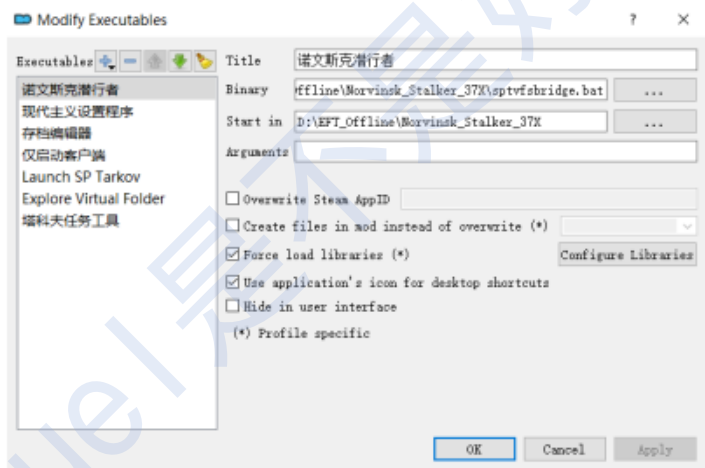 Modify Executables
Executables
Title
诺文斯克潜行者
诺文斯克潜行者
现代主义设置程序
存档编辑器
仅启动客户端
Launch SP Tarkov
Explore Virtual Folder
塔科夫任务工具
Binary
ffline\Norvinsk_Stalker_37X\sptvfsbridge.bat
...
Start in
D:\EFT_Offline\Norvinsk_Stalker_37X
...
Arguments
Overwrite Steam AppID
Create files in mod instead of overwrite (*)
Force load libraries (*)
Configure Libraries
Use application's icon for desktop shortcuts
Hide in user interface
(*) Profile specific
OK
Cancel
Apply